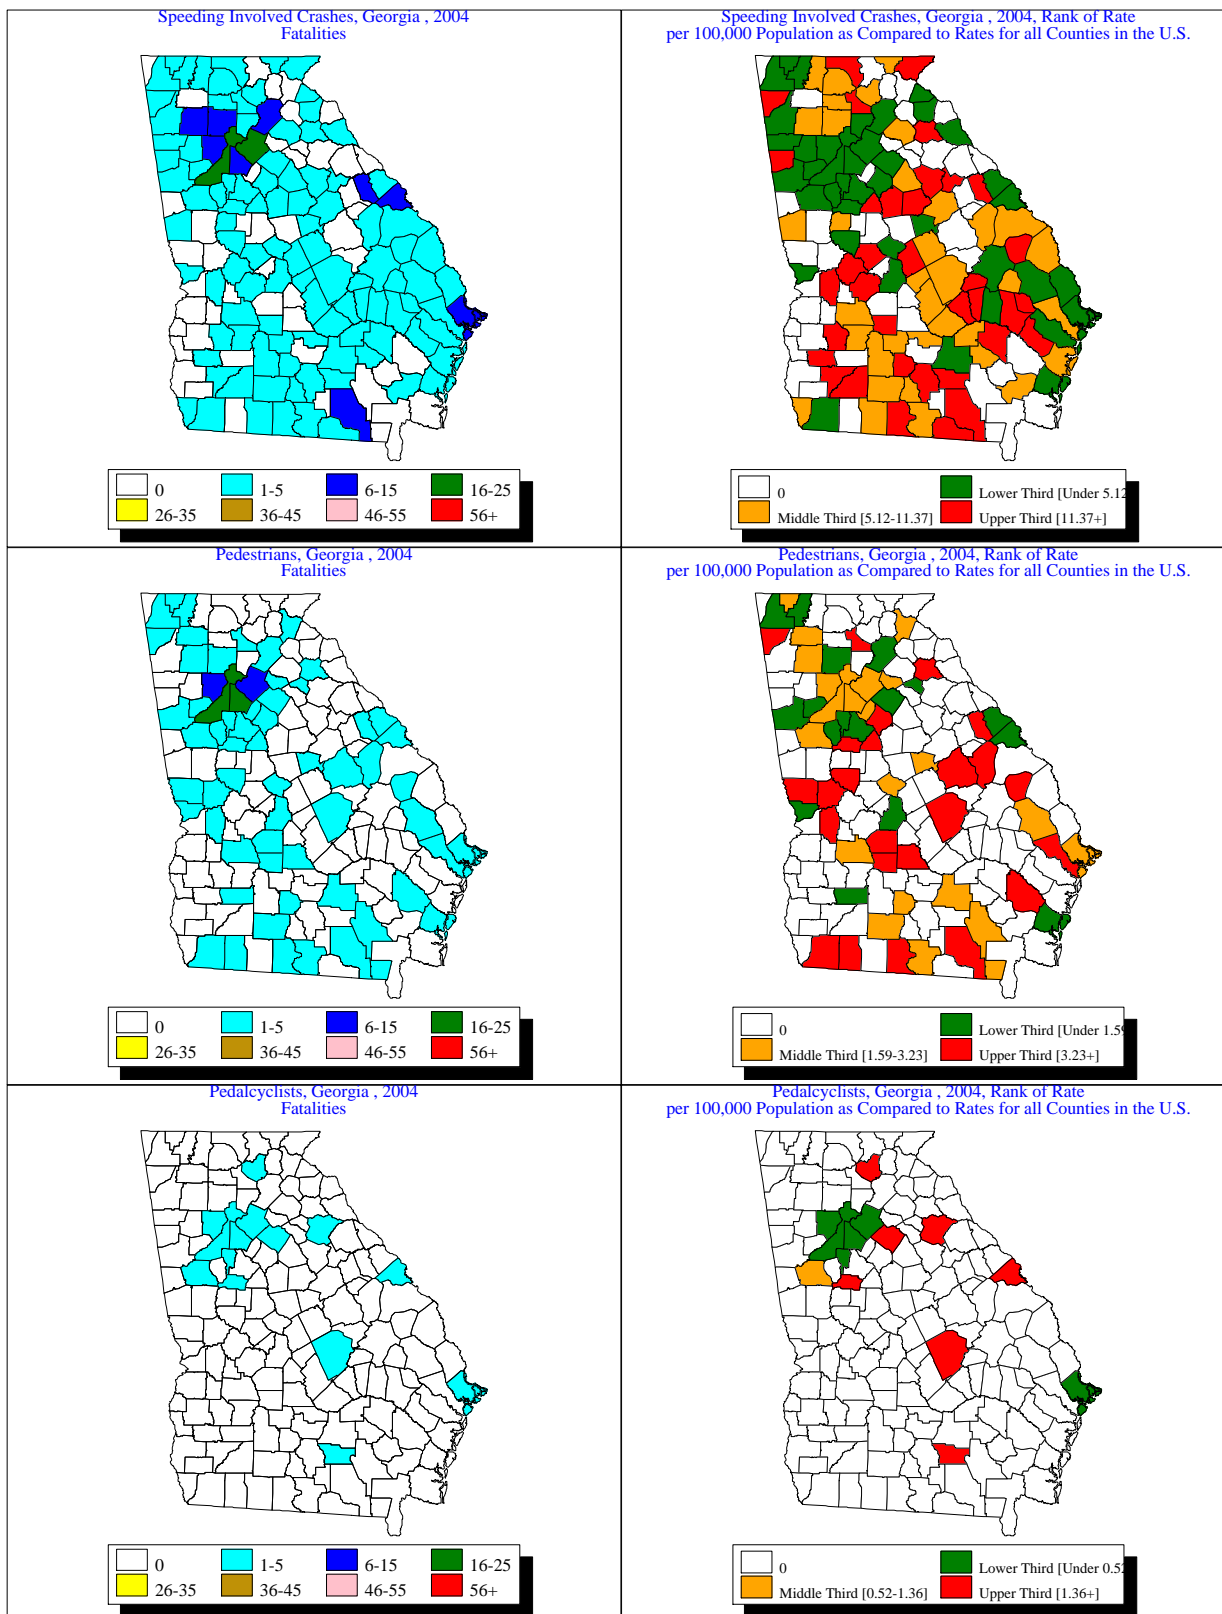 Speeding Involved Crashes, Georgia , 2004
Fatalities
0
1-5
6-15
16-25
26-35
36-45
46-55
56+
Speeding Involved Crashes, Georgia , 2004, Rank of Rate
per 100,000 Population as Compared to Rates for all Counties in the U.S.
0
Lower Third [Under 5.12
Middle Third [5.12-11.37]
Upper Third [11.37+]
Pedestrians, Georgia , 2004
Fatalities
0
1-5
6-15
16-25
26-35
36-45
46-55
56+
Pedestrians, Georgia , 2004, Rank of Rate
per 100,000 Population as Compared to Rates for all Counties in the U.S.
0
Lower Third [Under 1.59
Middle Third [1.59-3.23]
Upper Third [3.23+]
Pedalcyclists, Georgia , 2004
Fatalities
0
1-5
6-15
16-25
26-35
36-45
46-55
56+
Pedalcyclists, Georgia , 2004, Rank of Rate
per 100,000 Population as Compared to Rates for all Counties in the U.S.
0
Lower Third [Under 0.52
Middle Third [0.52-1.36]
Upper Third [1.36+]